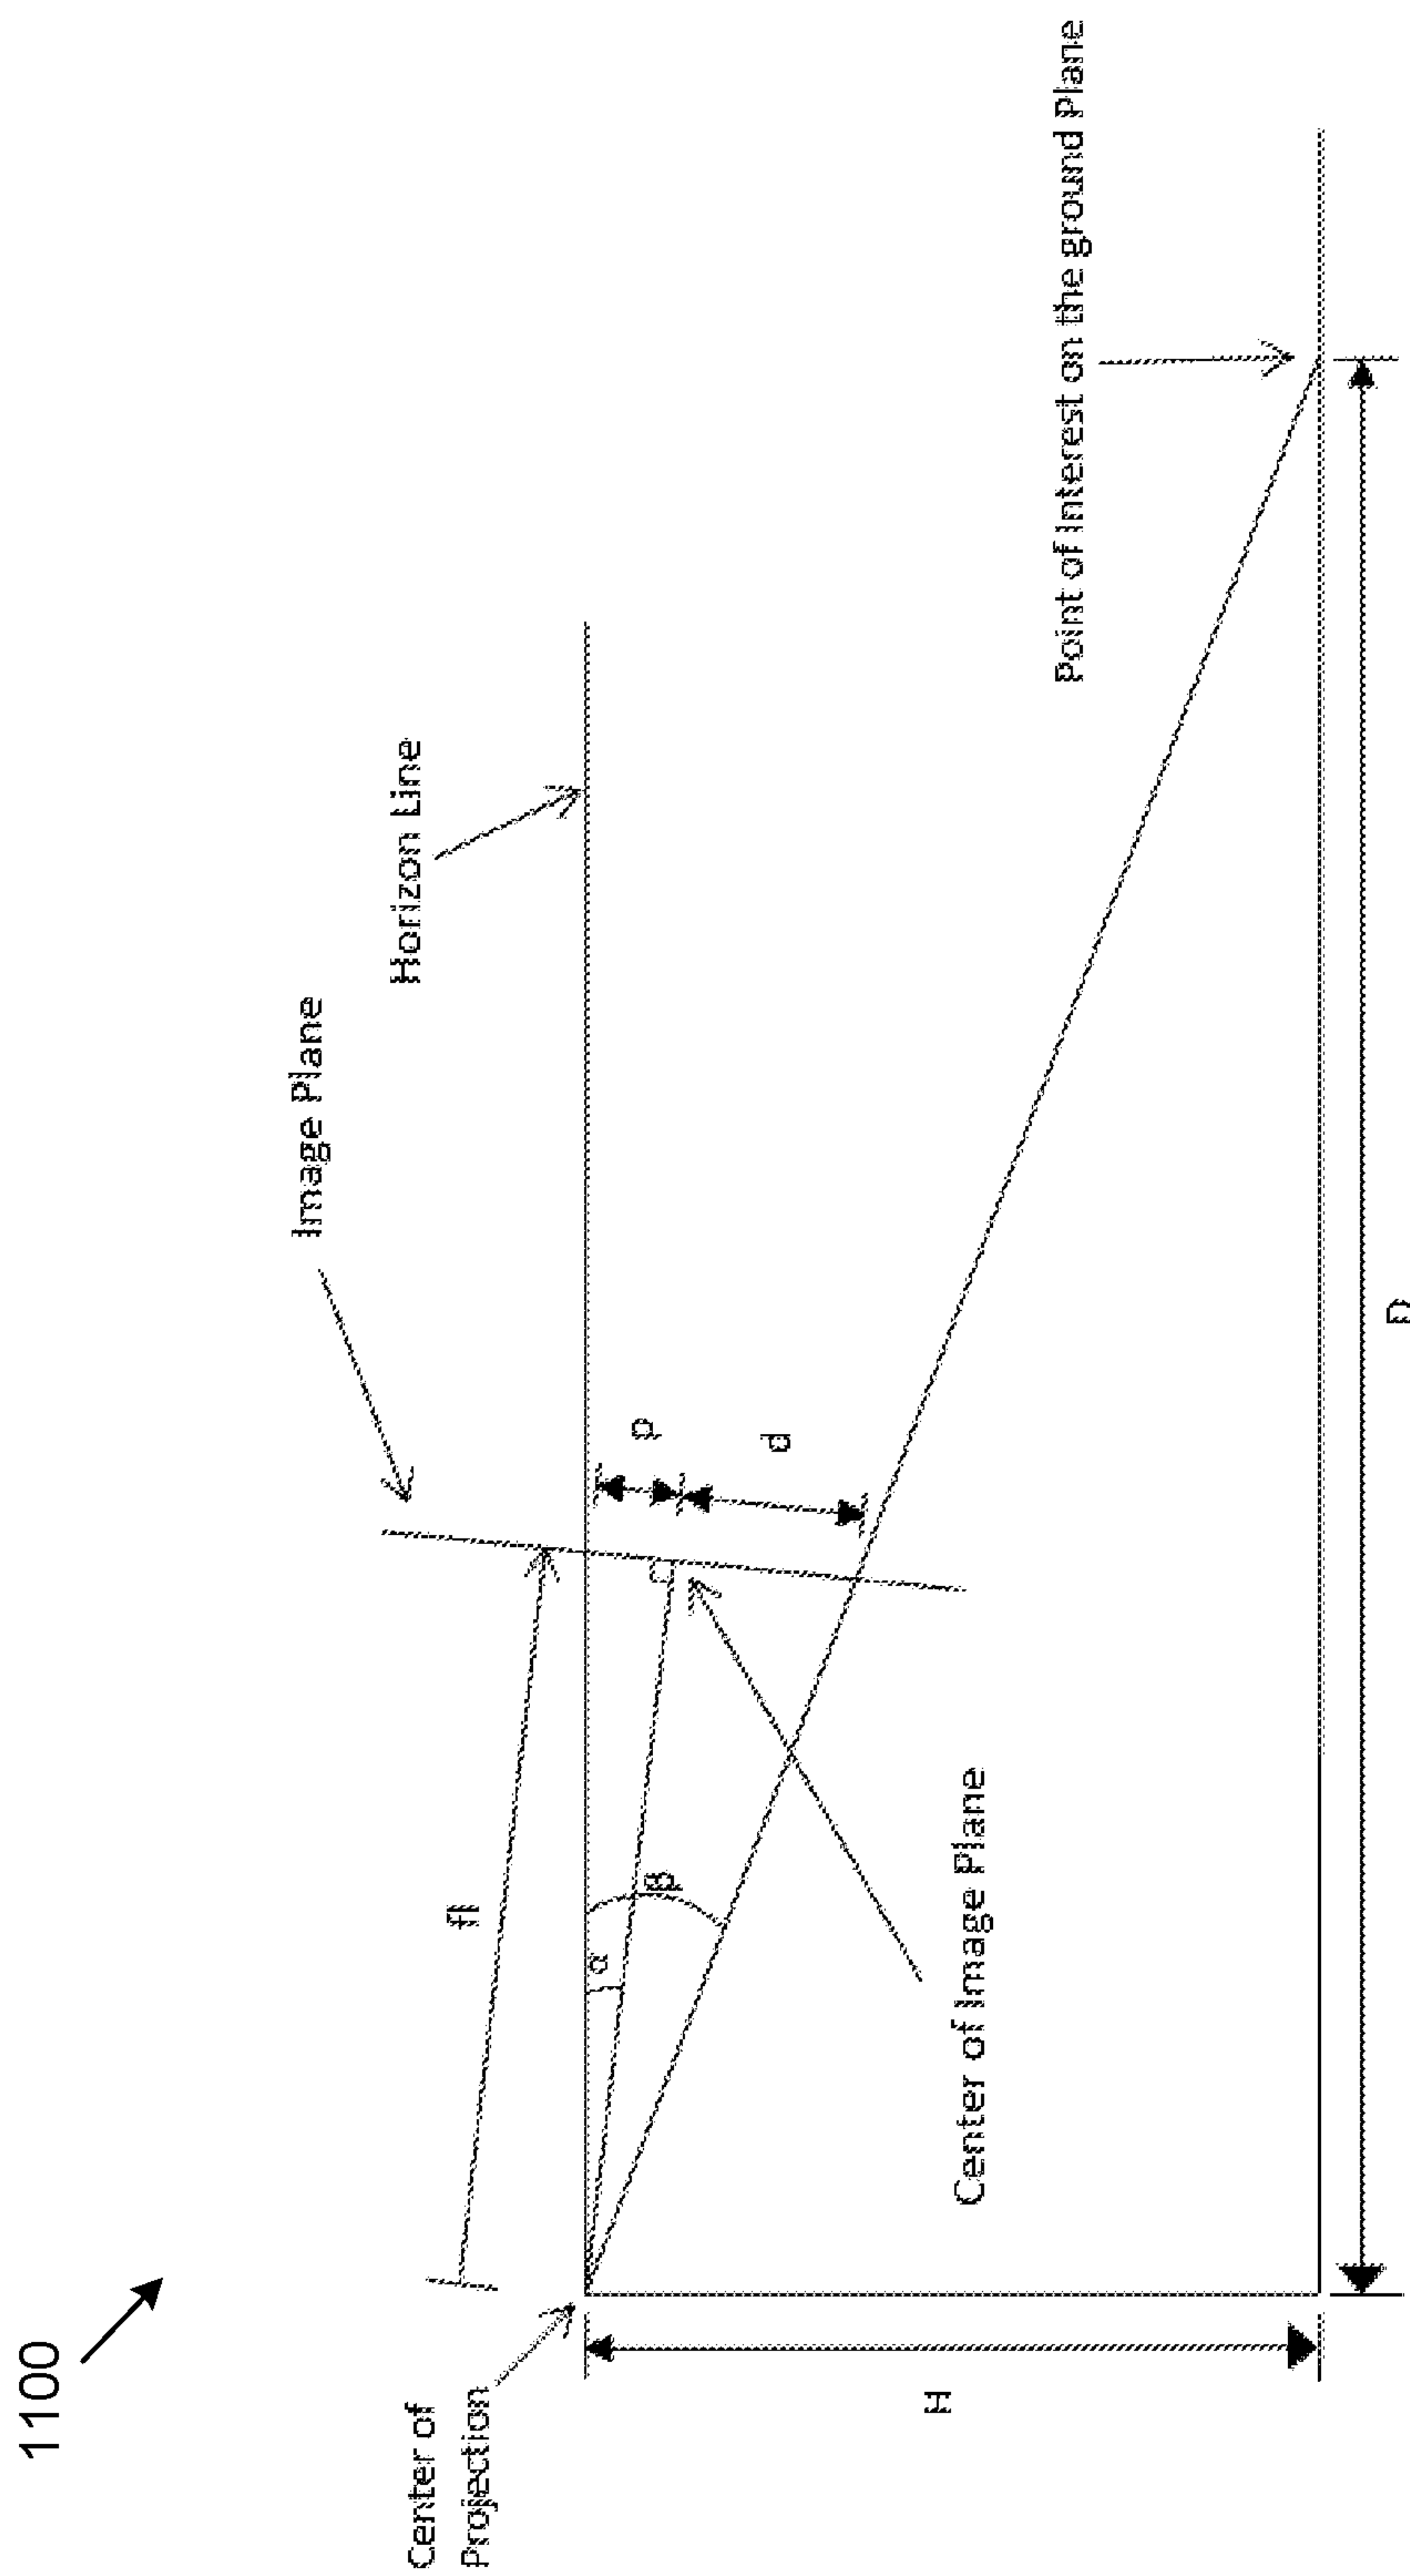 1100
Image Plane
Horizon Line
Center of
Projection
fl
p
d
α
β
Center of Image Plane
Point of Interest on the ground Plane
H
D